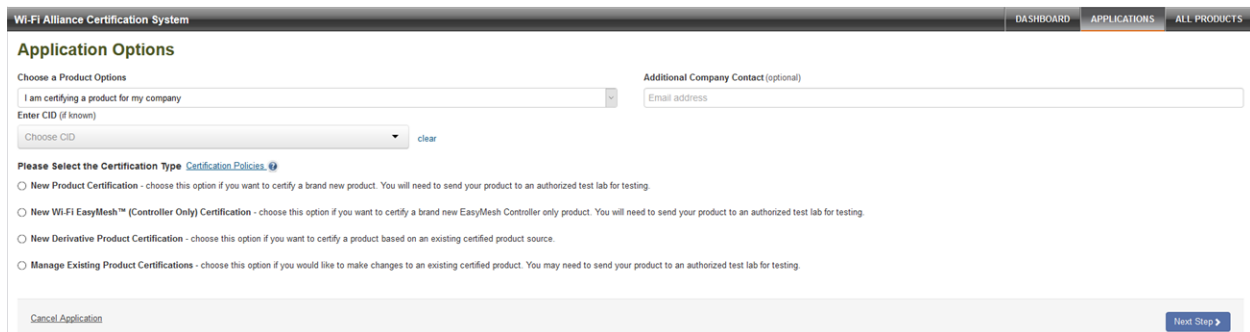 Wi-Fi Alliance Certification System
DASHBOARD APPLICATIONS ALL PRODUCTS
Application Options
Choose a Product Options
Additional Company Contact (optional)
I am certifying a product for my company
Email address
Enter CID (if known)
Choose CID
clear
Please Select the Certification Type Certification Policies ?
New Product Certification - choose this option if you want to certify a brand new product. You will need to send your product to an authorized test lab for testing.
New Wi-Fi EasyMesh™ (Controller Only) Certification - choose this option if you want to certify a brand new EasyMesh Controller only product. You will need to send your product to an authorized test lab for testing.
New Derivative Product Certification - choose this option if you want to certify a product based on an existing certified product source.
Manage Existing Product Certifications - choose this option if you would like to make changes to an existing certified product. You may need to send your product to an authorized test lab for testing.
Cancel Application
Next Step